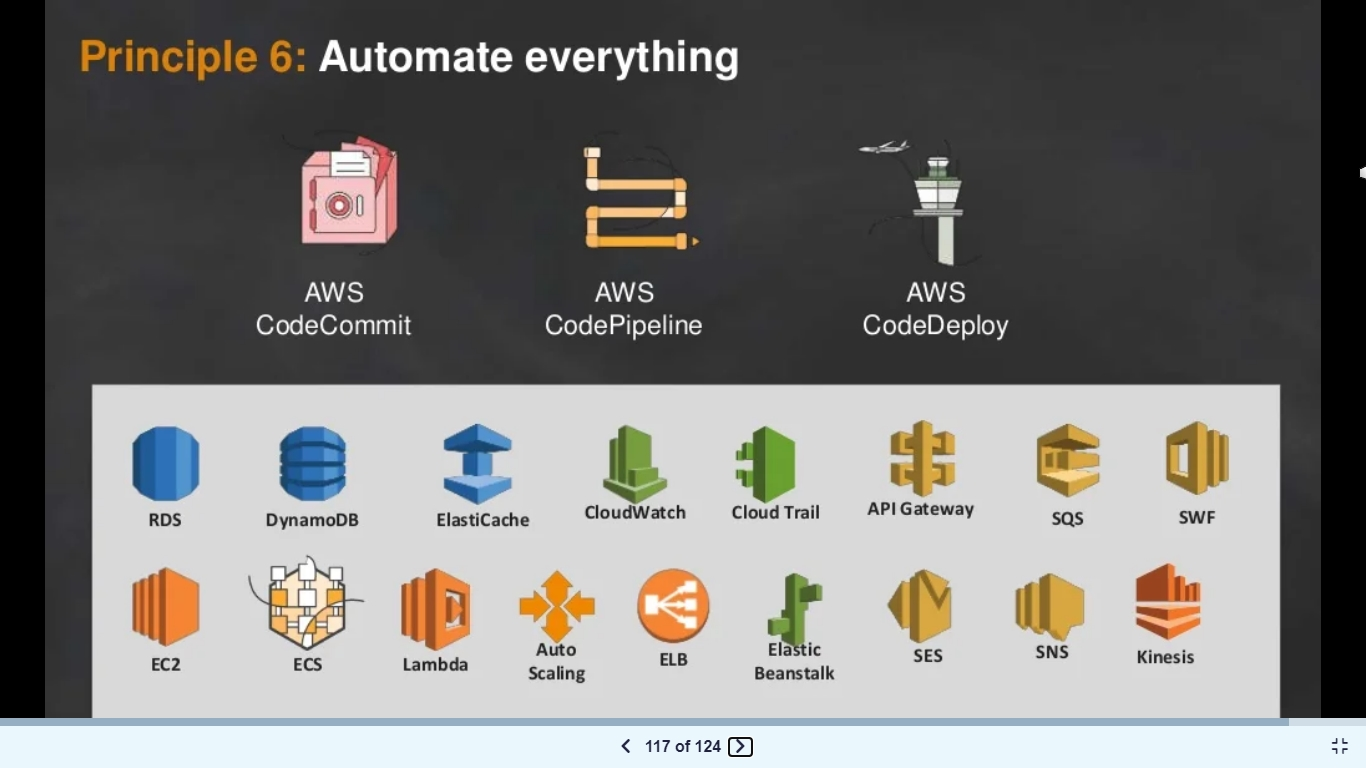 Principle 6: Automate everything
AWS
CodeCommit
AWS
CodePipeline
AWS
CodeDeploy
RDS
DynamoDB
ElastiCache
CloudWatch
Cloud Trail
API Gateway
SQS
SWF
EC2
ECS
Lambda
Auto
Scaling
ELB
Elastic
Beanstalk
SES
SNS
Kinesis
117 of 124